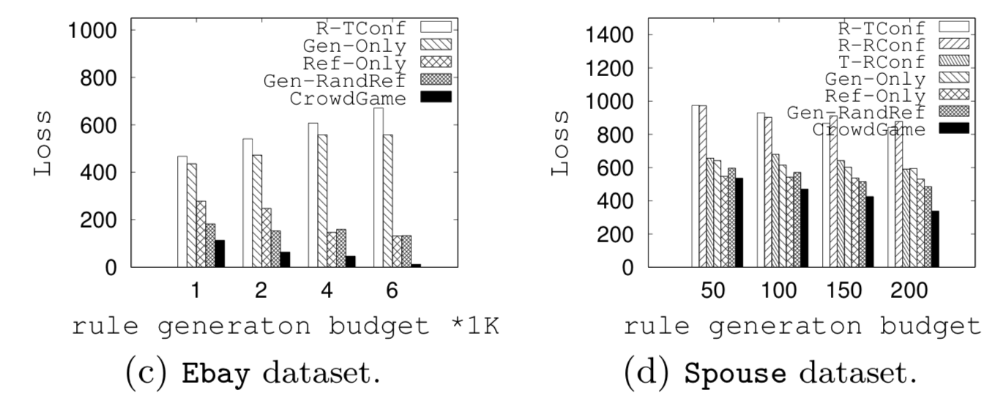 1000
800
600
400
200
0
Loss
R-TConf
Gen-Only
Ref-Only
Gen-RandRef
CrowdGame
1 2 4 6
rule generaton budget *1K
(c) Ebay dataset.
1400
1200
1000
800
600
400
200
0
Loss
R-TConf
R-RConf
T-RConf
Gen-Only
Ref-Only
Gen-RandRef
CrowdGame
50 100 150 200
rule generaton budget
(d) Spouse dataset.